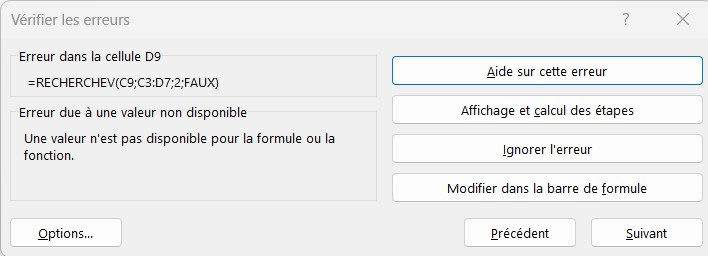 Vérifier les erreurs
?
Erreur dans la cellule D9
=RECHERCHEV(C9;C3:D7;2;FAUX)
Erreur due à une valeur non disponible
Une valeur n'est pas disponible pour la formule ou la
fonction.
Aide sur cette erreur
Affichage et calcul des étapes
Ignorer l'erreur
Modifier dans la barre de formule
Options...
Précédent
Suivant